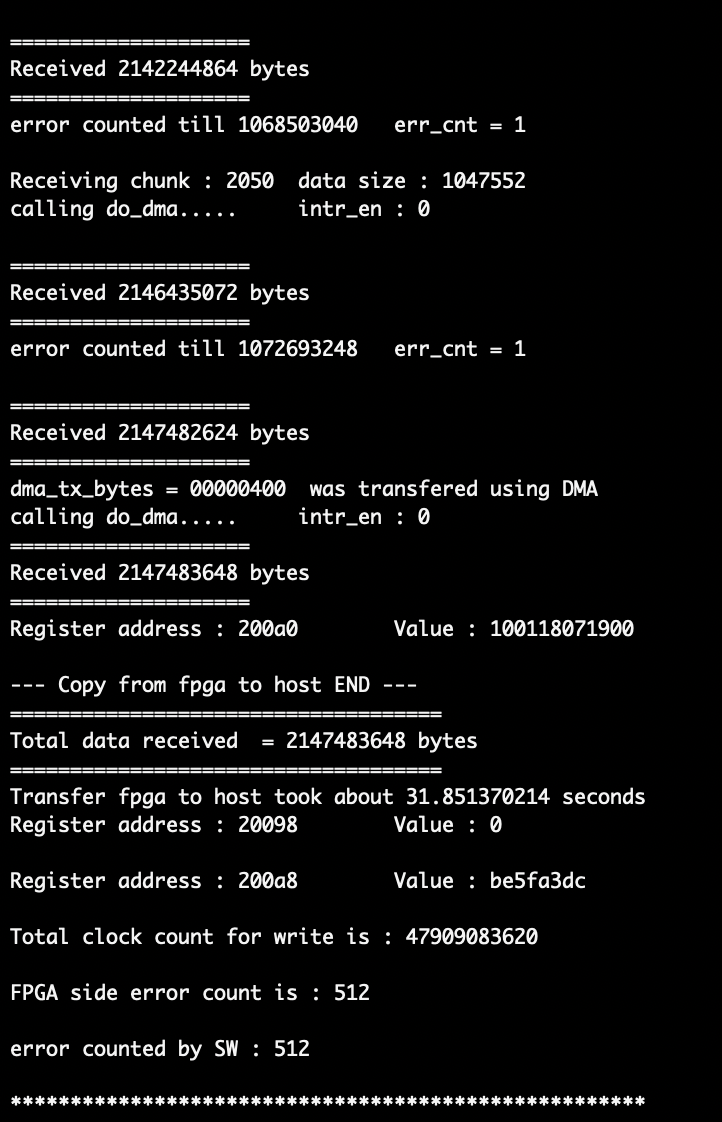 ====================
Received 2142244864 bytes
====================
error counted till 1068503040   err_cnt = 1
Receiving chunk : 2050  data size : 1047552
calling do_dma.....     intr_en : 0
====================
Received 2146435072 bytes
====================
error counted till 1072693248   err_cnt = 1
====================
Received 2147482624 bytes
====================
dma_tx_bytes = 00000400  was transfered using DMA
calling do_dma.....     intr_en : 0
====================
Received 2147483648 bytes
====================
Register address : 200a0        Value : 100118071900
--- Copy from fpga to host END ---
====================================
Total data received  = 2147483648 bytes
====================================
Transfer fpga to host took about 31.851370214 seconds
Register address : 20098        Value : 0
Register address : 200a8        Value : be5fa3dc
Total clock count for write is : 47909083620
FPGA side error count is : 512
error counted by SW : 512
*****************************************************